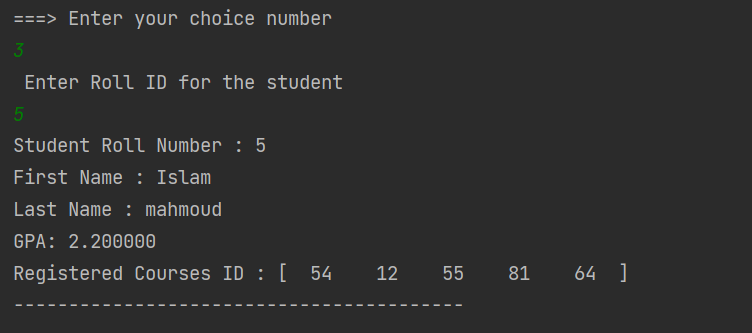 ===> Enter your choice number
3
Enter Roll ID for the student
5
Student Roll Number : 5
First Name : Islam
Last Name : mahmoud
GPA: 2.200000
Registered Courses ID : [  54    12    55    81    64  ]
-----------------------------------------